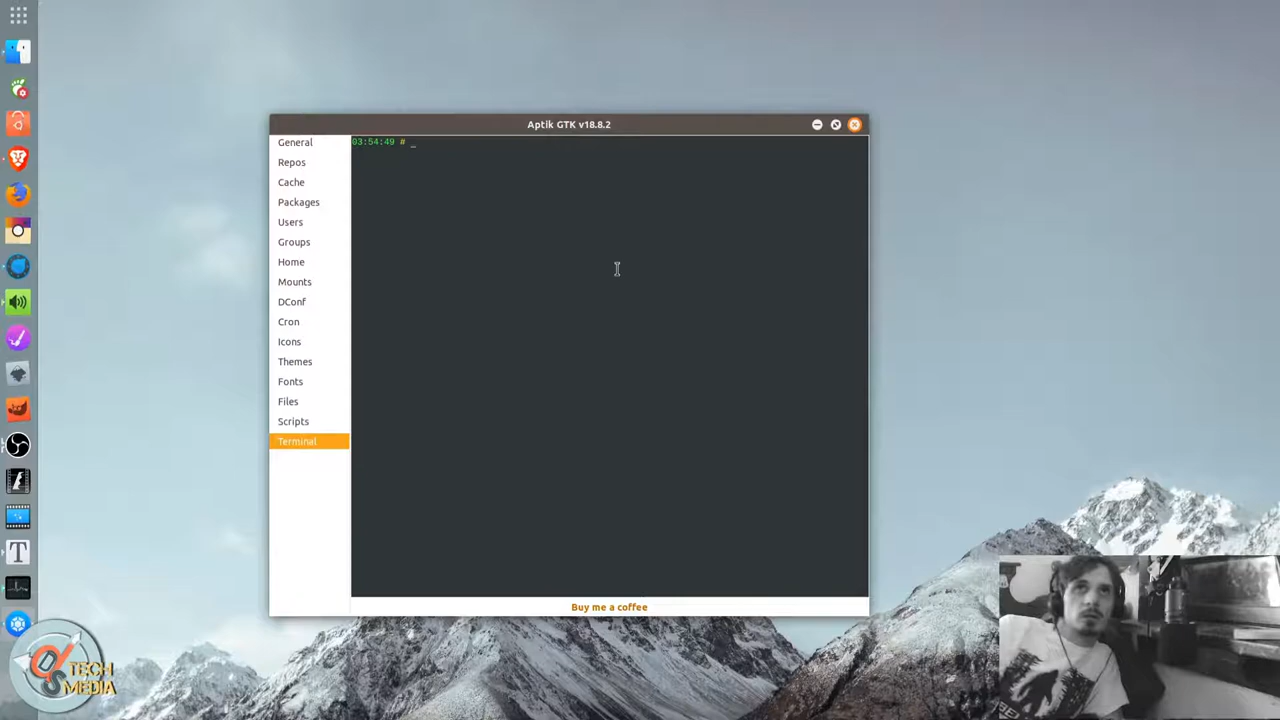 Aptik GTK v18.8.2
General
Repos
Cache
Packages
Users
Groups
Home
Mounts
DConf
Cron
Icons
Themes
Fonts
Files
Scripts
Terminal
03:54:49 # _
Buy me a coffee
TECH
MEDIA